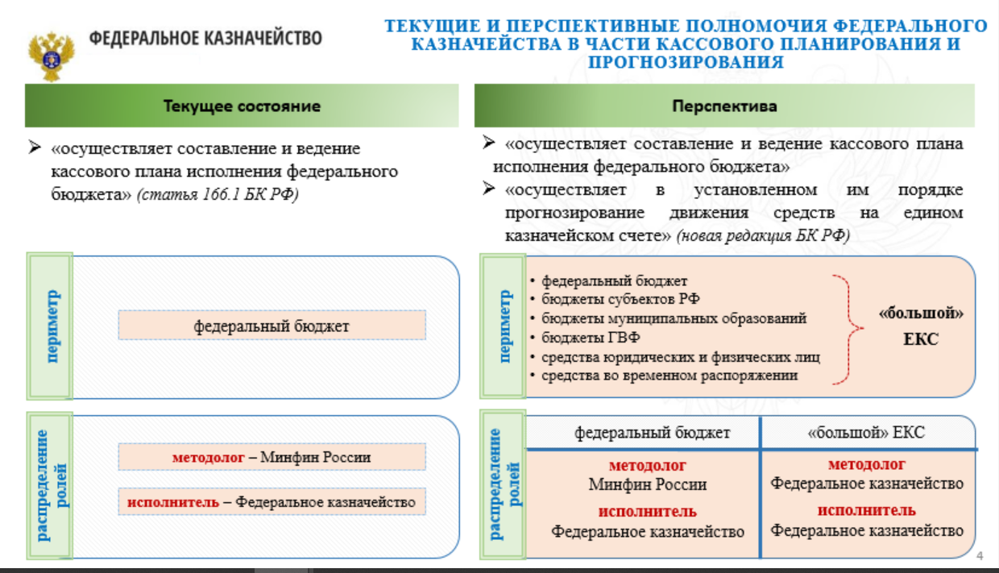 ФЕДЕРАЛЬНОЕ КАЗНАЧЕЙСТВО
ТЕКУЩИЕ И ПЕРСПЕКТИВНЫЕ ПОЛНОМОЧИЯ ФЕДЕРАЛЬНОГО
КАЗНАЧЕЙСТВА В ЧАСТИ КАССОВОГО ПЛАНИРОВАНИЯ И
ПРОГНОЗИРОВАНИЯ
Текущее состояние
➢ «осуществляет составление и ведение
кассового плана исполнения федерального
бюджета» (статья 166.1 БК РФ)
периметр
федеральный бюджет
распределение
ролей
методолог – Минфин России
исполнитель – Федеральное казначейство
Перспектива
➢ «осуществляет составление и ведение кассового плана
исполнения федерального бюджета»
➢ «осуществляет в установленном им порядке
прогнозирование движения средств на едином
казначейском счете» (новая редакция БК РФ)
периметр
• федеральный бюджет
• бюджеты субъектов РФ
• бюджеты муниципальных образований
• бюджеты ГВФ
• средства юридических и физических лиц
• средства во временном распоряжении
«большой»
ЕКС
распределение
ролей
федеральный бюджет
методолог
Минфин России
исполнитель
Федеральное казначейство
«большой» ЕКС
методолог
Федеральное казначейство
исполнитель
Федеральное казначейство
4